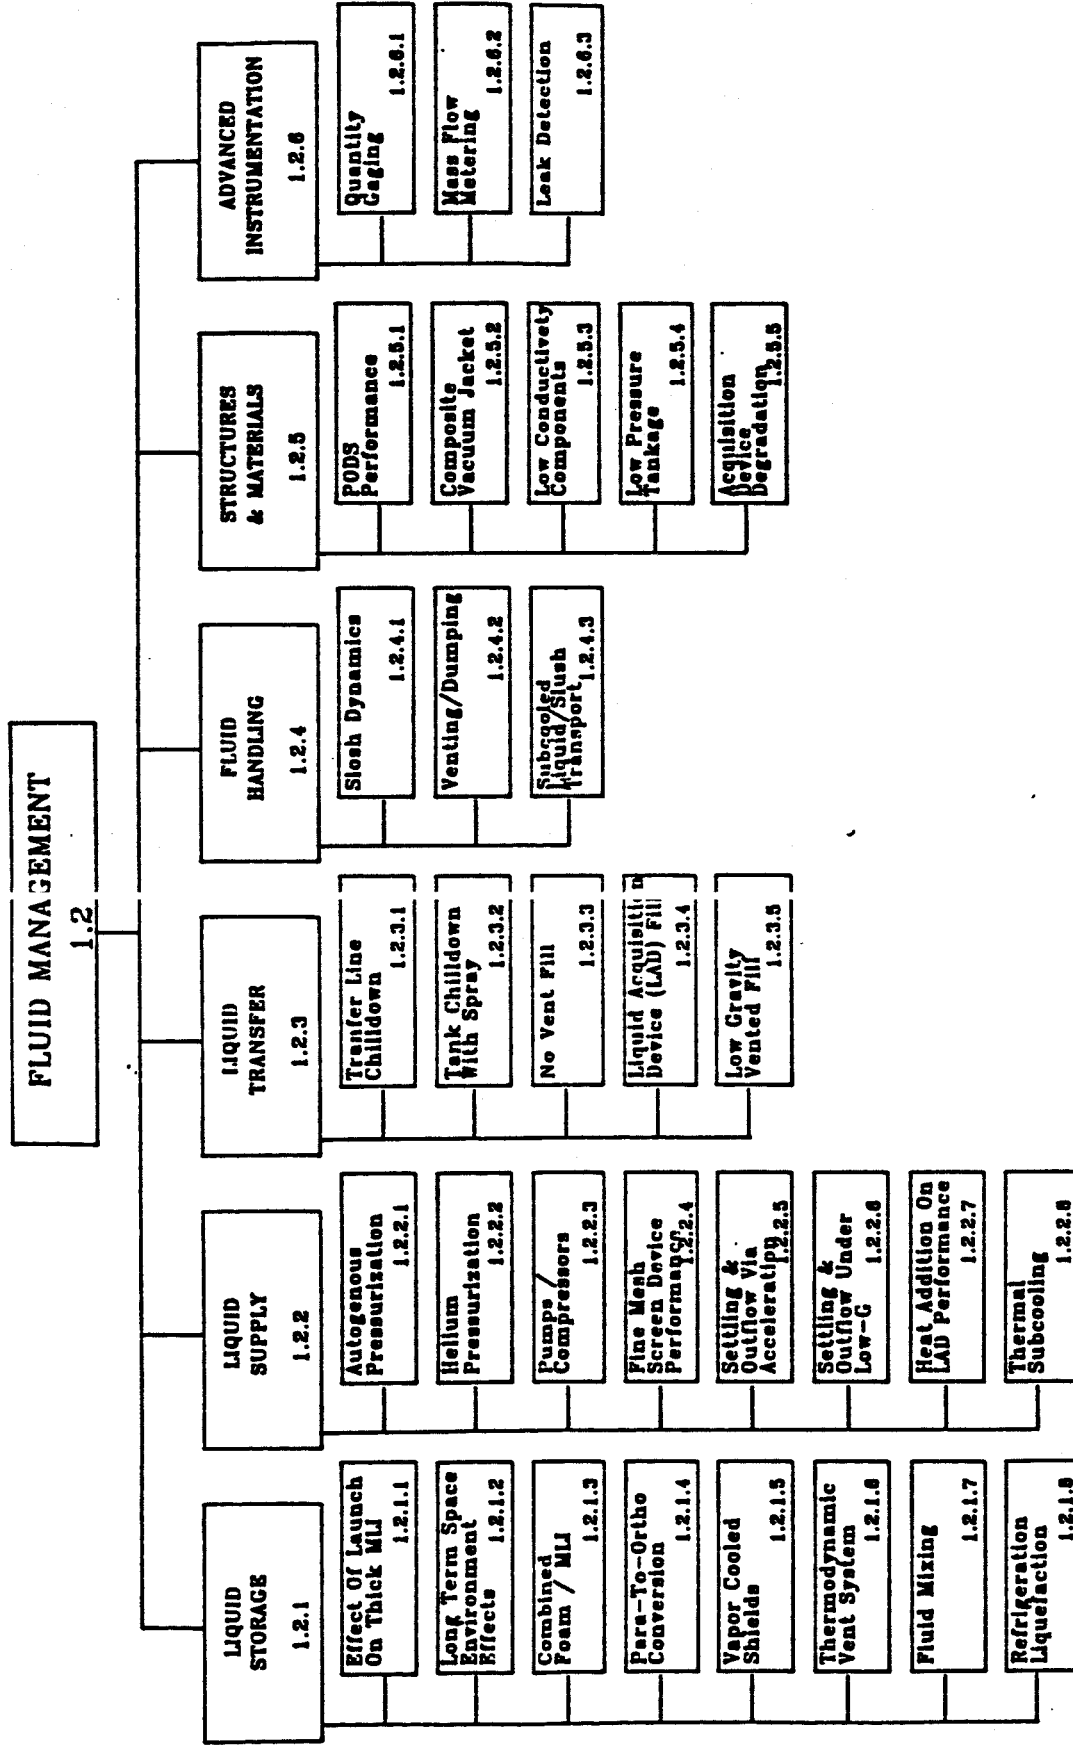 FLUID MANAGEMENT
1.2
LIQUID
STORAGE
1.2.1
Effect Of Launch
On Thick MLI
1.2.1.1
Long Term Space
Environment
Effects
1.2.1.2
Combined
Foam / MLI
1.2.1.3
Para-To-Ortho
Conversion
1.2.1.4
Vapor Cooled
Shields
1.2.1.5
Thermodynamic
Vent System
1.2.1.6
Fluid Mixing
1.2.1.7
Refrigeration
Liquefaction
1.2.1.8
LIQUID
SUPPLY
1.2.2
Autogenous
Pressurization
1.2.2.1
Helium
Pressurization
1.2.2.2
Pumps /
Compressors
1.2.2.3
Fine Mesh
Screen Device
Performance
1.2.2.4
Settling &
Outflow Via
Acceleration
1.2.2.5
Settling &
Outflow Under
Low-G
1.2.2.6
Heat Addition On
LAD Performance
1.2.2.7
Thermal
Subcooling
1.2.2.8
LIQUID
TRANSFER
1.2.3
Tranfer Line
Chilldown
1.2.3.1
Tank Chilldown
With Spray
1.2.3.2
No Vent Fill
1.2.3.3
Liquid Acquisition
Device (LAD) Fill
1.2.3.4
Low Gravity
Vented Fill
1.2.3.5
FLUID
HANDLING
1.2.4
Slosh Dynamics
1.2.4.1
Venting/Dumping
1.2.4.2
Subcooled
Liquid/Slush
Transport
1.2.4.3
STRUCTURES
& MATERIALS
1.2.5
PODS
Performance
1.2.5.1
Composite
Vacuum Jacket
1.2.5.2
Low Conductivety
Components
1.2.5.3
Low Pressure
Tankage
1.2.5.4
Acquisition
Device
Degradation
1.2.5.5
ADVANCED
INSTRUMENTATION
1.2.6
Quantity
Gaging
1.2.6.1
Mass Flow
Metering
1.2.6.2
Leak Detection
1.2.6.3